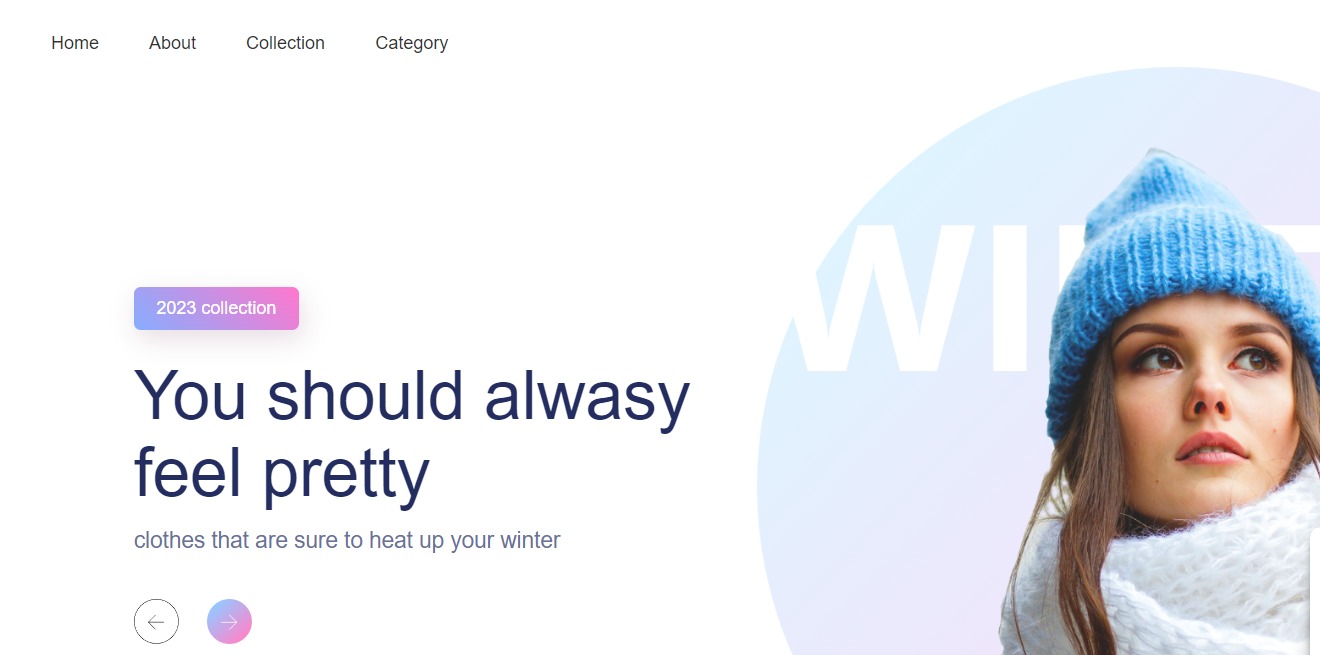 Home About Collection Category
WI
2023 collection
You should alwasy
feel pretty
clothes that are sure to heat up your winter